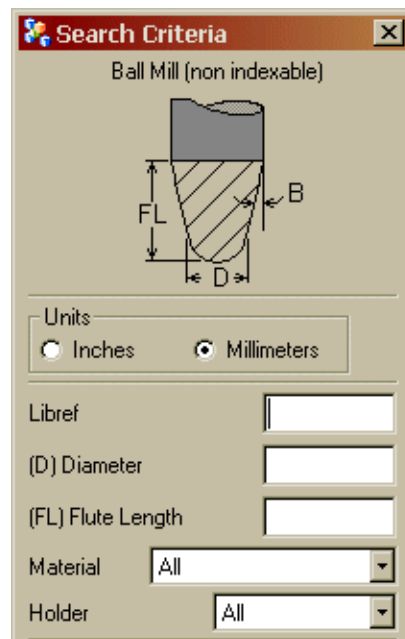 Search Criteria
Ball Mill (non indexable)
B
FL
D
Units
Inches Millimeters
Libref
(D) Diameter
(FL) Flute Length
Material All
Holder All